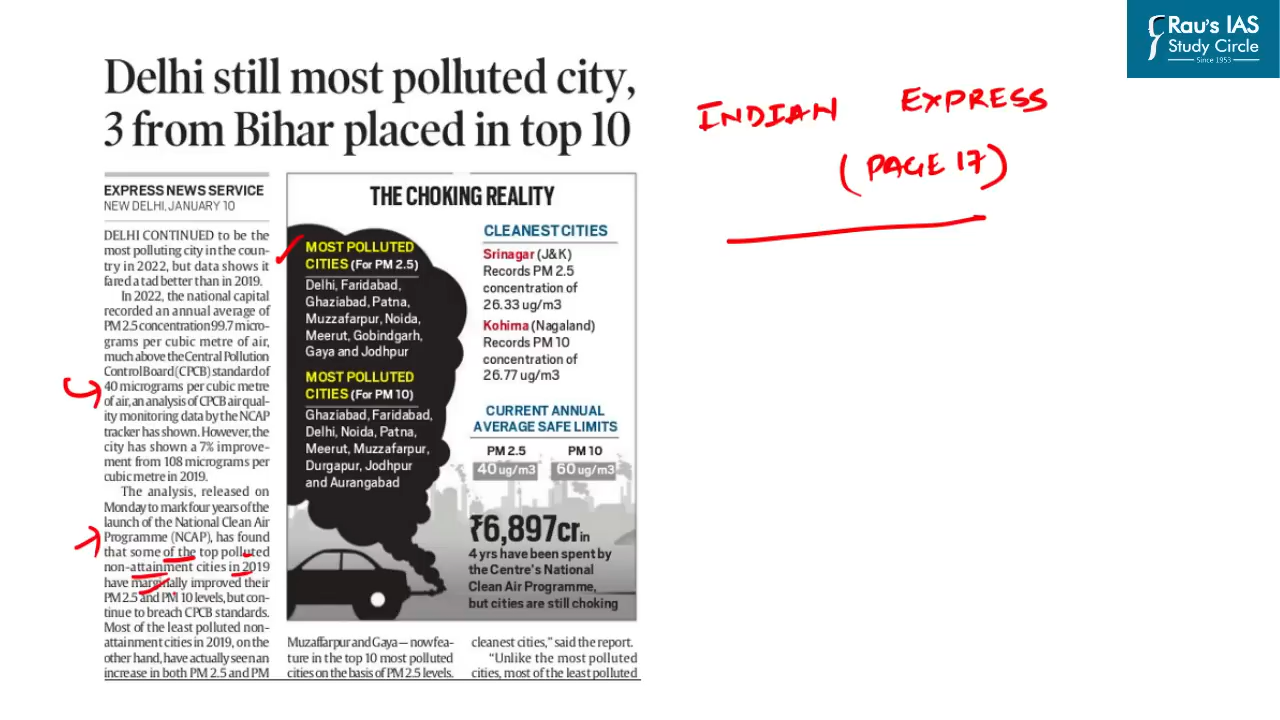 Rau's IAS
Study Circle
Since 1953
Delhi still most polluted city,
3 from Bihar placed in top 10
INDIAN EXPRESS
(PAGE 17)
EXPRESS NEWS SERVICE
NEW DELHI, JANUARY 10
DELHI CONTINUED to be the
most polluting city in the coun-
try in 2022, but data shows it
fared a tad better than in 2019.
In 2022, the national capital
recorded an annual average of
PM 2.5 concentration 99.7 micro-
grams per cubic metre of air,
much above the Central Pollution
Control Board (CPCB) standard of
40 micrograms per cubic metre
of air, an analysis of CPCB air qual-
ity monitoring data by the NCAP
tracker has shown. However, the
city has shown a 7% improve-
ment from 108 micrograms per
cubic metre in 2019.
The analysis, released on
Monday to mark four years of the
launch of the National Clean Air
Programme (NCAP), has found
that some of the top polluted
non-attainment cities in 2019
have marginally improved their
PM 2.5 and PM 10 levels, but con-
tinue to breach CPCB standards.
Most of the least polluted non-
attainment cities in 2019, on the
other hand, have actually seen an
increase in both PM 2.5 and PM
THE CHOKING REALITY
MOST POLLUTED
CITIES (For PM 2.5)
Delhi, Faridabad,
Ghaziabad, Patna,
Muzzafarpur, Noida,
Meerut, Gobindgarh,
Gaya and Jodhpur
MOST POLLUTED
CITIES (For PM 10)
Ghaziabad, Faridabad,
Delhi, Noida, Patna,
Meerut, Muzzafarpur,
Durgapur, Jodhpur
and Aurangabad
CLEANEST CITIES
Srinagar (J&K)
Records PM 2.5
concentration of
26.33 ug/m3
Kohima (Nagaland)
Records PM 10
concentration of
26.77 ug/m3
CURRENT ANNUAL
AVERAGE SAFE LIMITS
PM 2.5 PM 10
40 ug/m3 60 ug/m3
₹6,897cr in
4 yrs have been spent by
the Centre's National
Clean Air Programme,
but cities are still choking
Muzaffarpur and Gaya — now fea-
ture in the top 10 most polluted
cities on the basis of PM 2.5 levels.
cleanest cities,” said the report.
“Unlike the most polluted
cities, most of the least polluted